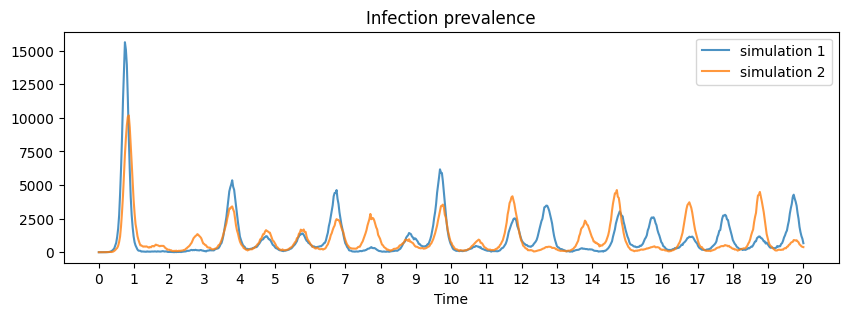 Infection prevalence
simulation 1
simulation 2
15000
12500
10000
7500
5000
2500
0
0 1 2 3 4 5 6 7 8 9 10 11 12 13 14 15 16 17 18 19 20
Time